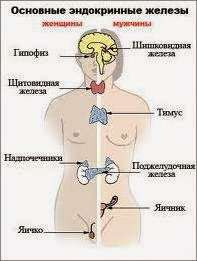 Основные эндокринные железы
женщины мужчины
Гипофиз
Шишковидная
железа
Щитовидная
железа
Тимус
Надпочечники
Поджелудочная
железа
Яичник
Яичко